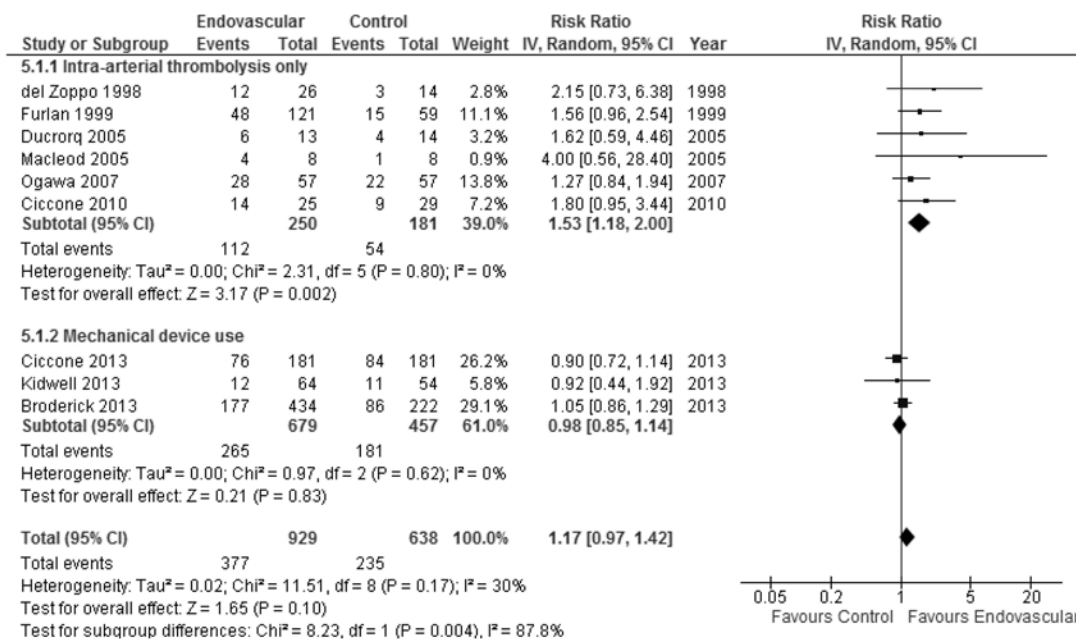 Endovascular Control Risk Ratio Risk Ratio
Study or Subgroup Events Total Events Total Weight IV, Random, 95% CI Year IV, Random, 95% CI
5.1.1 Intra-arterial thrombolysis only
del Zoppo 1998 12 26 3 14 2.8% 2.15 [0.73, 6.38] 1998
Furlan 1999 48 121 15 59 11.1% 1.56 [0.96, 2.54] 1999
Ducrorq 2005 6 13 4 14 3.2% 1.62 [0.59, 4.46] 2005
Macleod 2005 4 8 1 8 0.9% 4.00 [0.56, 28.40] 2005
Ogawa 2007 28 57 22 57 13.8% 1.27 [0.84, 1.94] 2007
Ciccone 2010 14 25 9 29 7.2% 1.80 [0.95, 3.44] 2010
Subtotal (95% CI) 250 181 39.0% 1.53 [1.18, 2.00]
Total events 112 54
Heterogeneity: Tau² = 0.00; Chi² = 2.31, df = 5 (P = 0.80); I² = 0%
Test for overall effect: Z = 3.17 (P = 0.002)
5.1.2 Mechanical device use
Ciccone 2013 76 181 84 181 26.2% 0.90 [0.72, 1.14] 2013
Kidwell 2013 12 64 11 54 5.8% 0.92 [0.44, 1.92] 2013
Broderick 2013 177 434 86 222 29.1% 1.05 [0.86, 1.29] 2013
Subtotal (95% CI) 679 457 61.0% 0.98 [0.85, 1.14]
Total events 265 181
Heterogeneity: Tau² = 0.00; Chi² = 0.97, df = 2 (P = 0.62); I² = 0%
Test for overall effect: Z = 0.21 (P = 0.83)
Total (95% CI) 929 638 100.0% 1.17 [0.97, 1.42]
Total events 377 235
Heterogeneity: Tau² = 0.02; Chi² = 11.51, df = 8 (P = 0.17); I² = 30%
Test for overall effect: Z = 1.65 (P = 0.10)
Test for subgroup differences: Chi² = 8.23, df = 1 (P = 0.004), I² = 87.8%
0.05 0.2 1 5 20
Favours Control Favours Endovascular